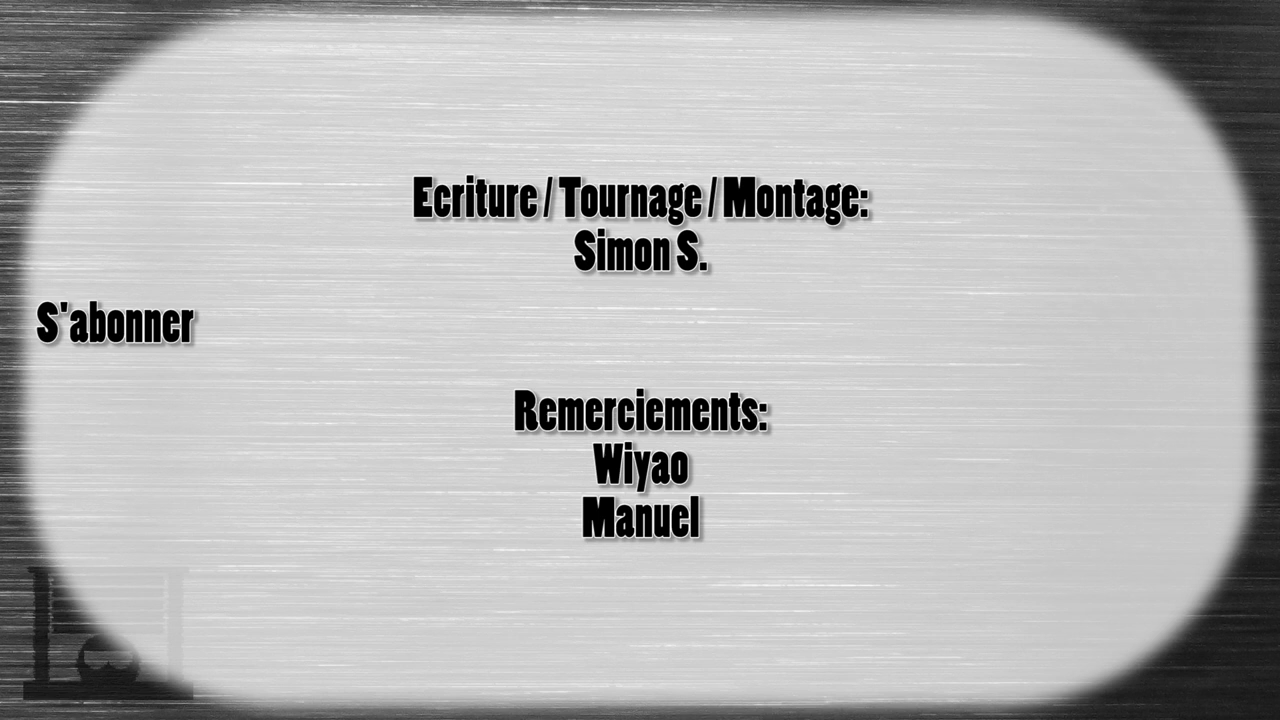 Ecriture / Tournage / Montage:
Simon S.
S'abonner
Remerciements:
Wiyao
Manuel